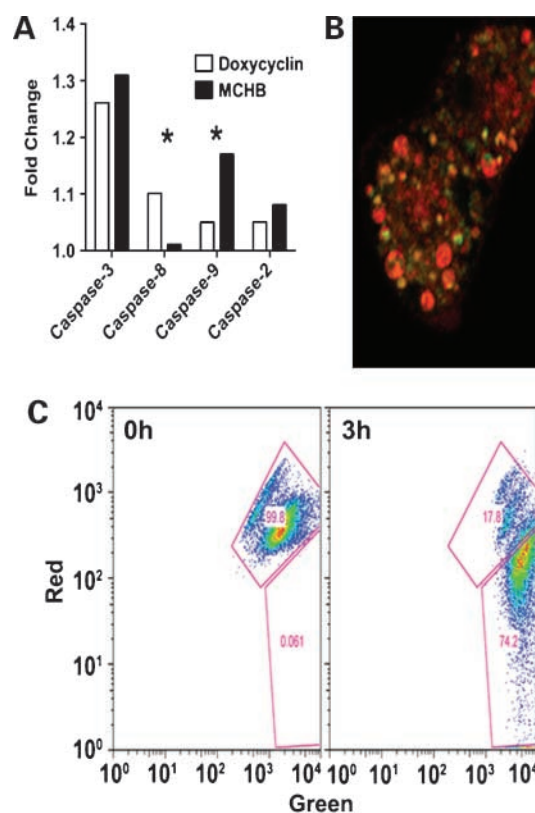 A
Fold Change
1.4
1.3
1.2
1.1
1.0
Doxycyclin
MCHB
* *
Caspase-3 Caspase-8 Caspase-9 Caspase-2
B
C
Red
10⁴
10³
10²
10¹
10⁰
0h
99.8
0.061
10⁰ 10¹ 10² 10³ 10⁴
3h
17.8
74.2
10⁰ 10¹ 10² 10³ 10⁴
Green